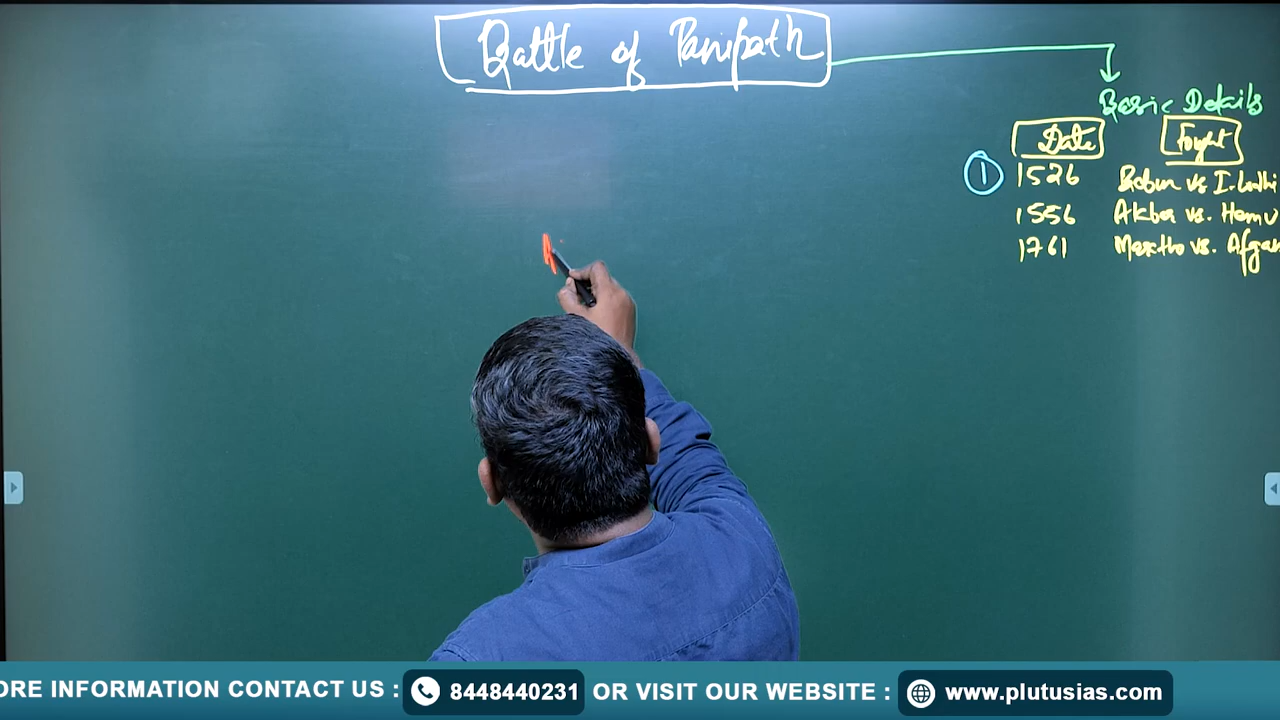 Battle of Panipath
Basic Details
Date Fought
① 1526 Babur vs I. Lodhi
1556 Akbar vs. Hemu
1761 Maratha vs. Afgan
ORE INFORMATION CONTACT US : 8448440231 OR VISIT OUR WEBSITE : www.plutusias.com